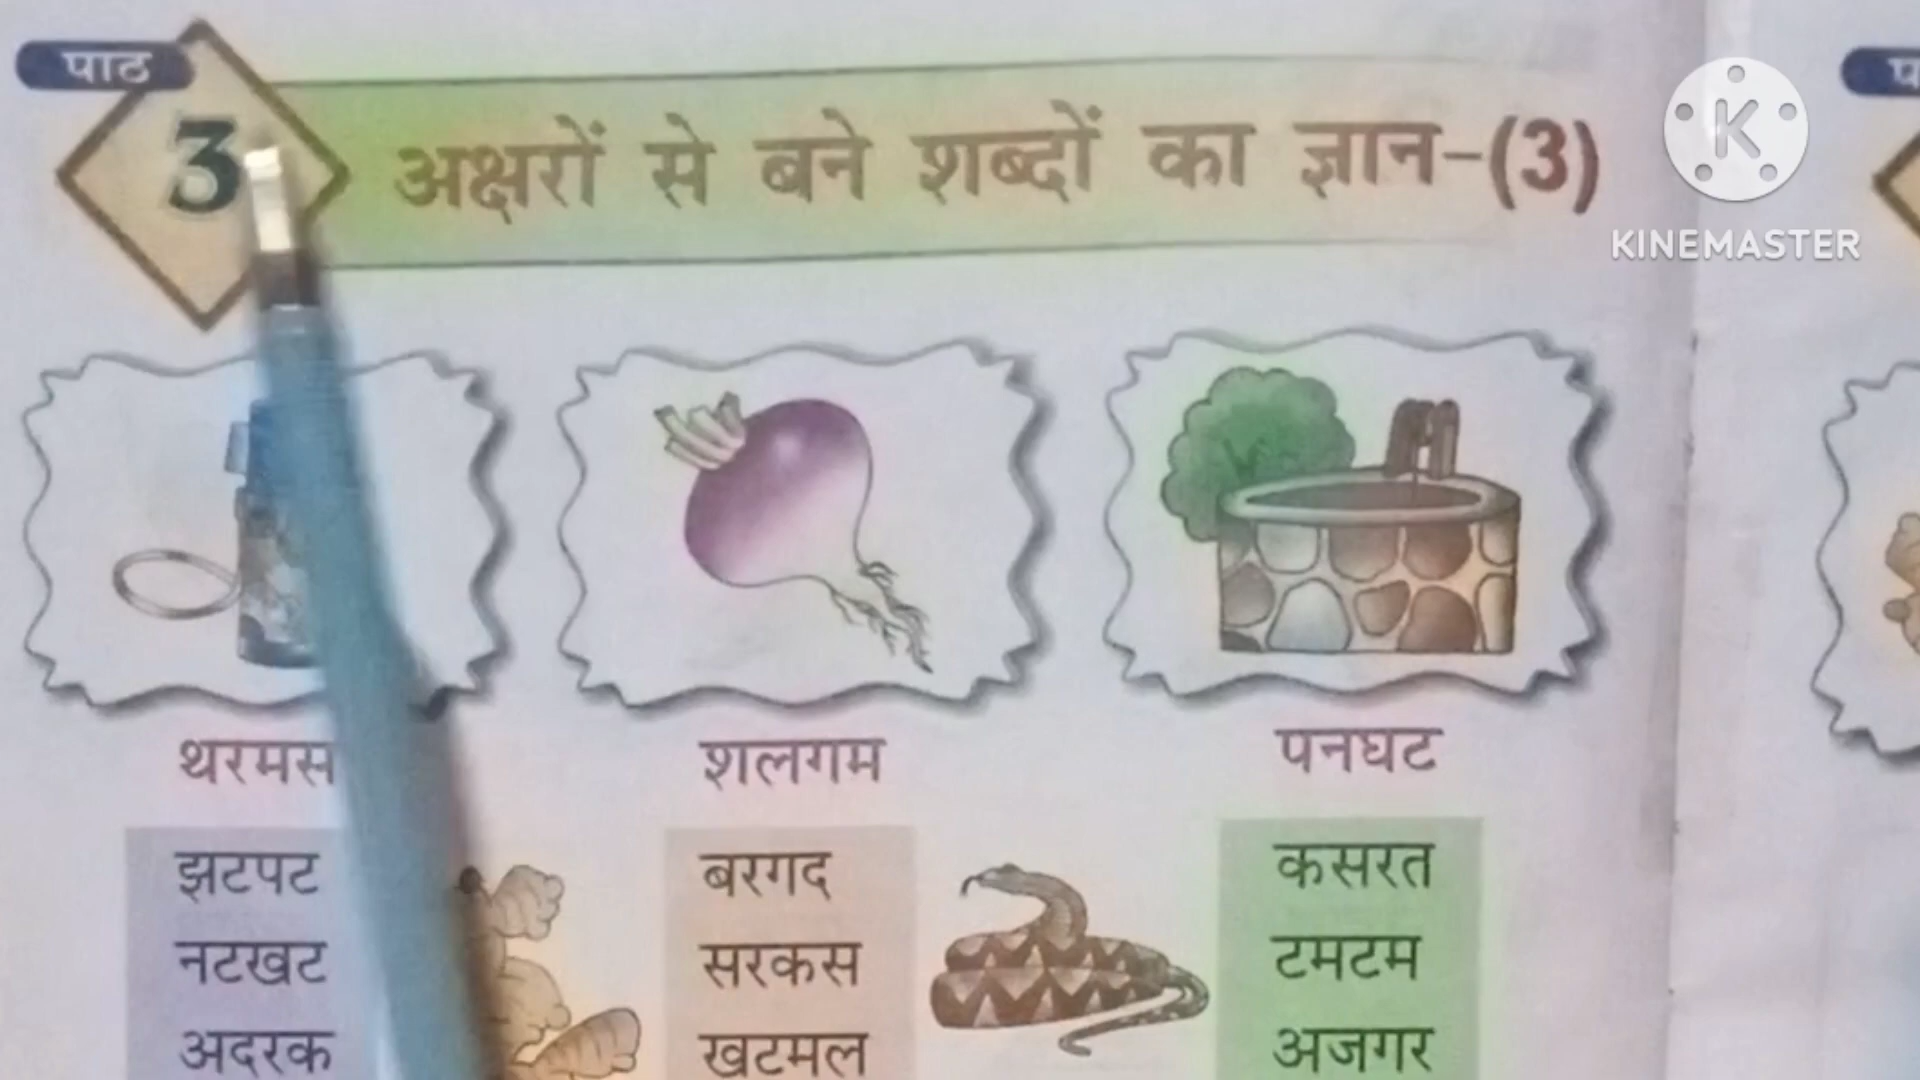 पाठ
3 अक्षरों से बने शब्दों का ज्ञान-(3)
KINEMASTER
थरमस शलगम पनघट
झटपट बरगद कसरत
नटखट सरकस टमटम
अदरक खटमल अजगर